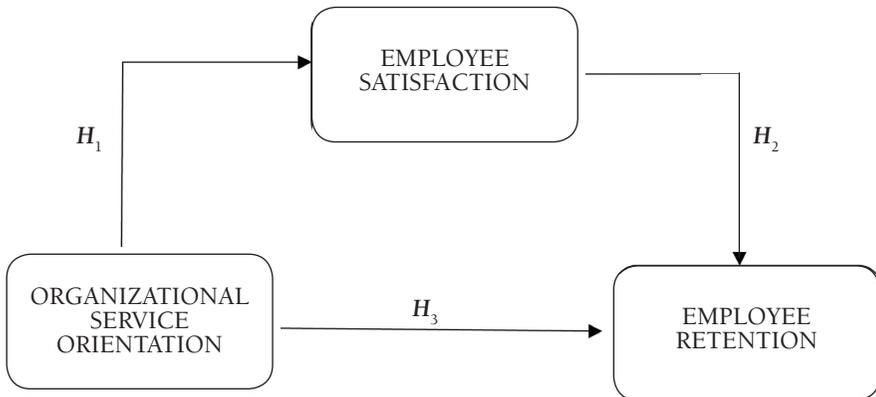 EMPLOYEE
SATISFACTION
H₁
H₂
ORGANIZATIONAL
SERVICE
ORIENTATION
H₃
EMPLOYEE
RETENTION